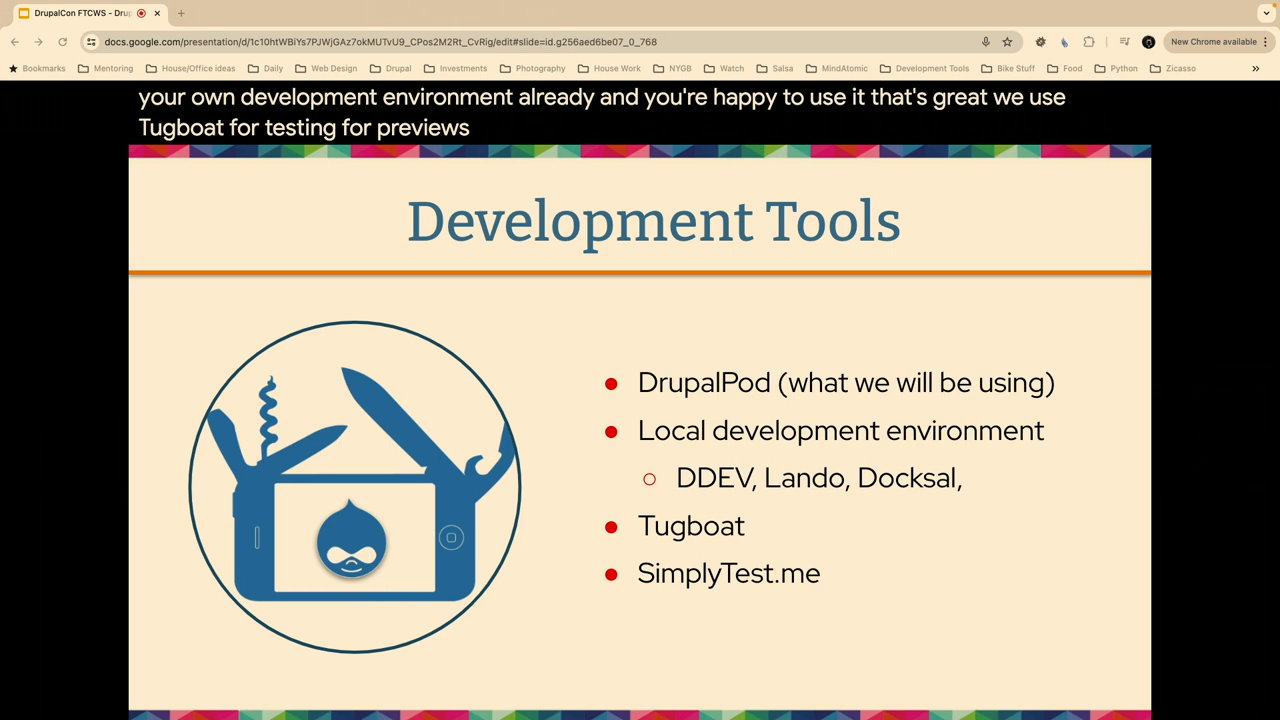 DrupalCon FTCWS - Drup
docs.google.com/presentation/d/1c10htWBiYs7PJWjGAz7okMUTvU9_CPos2M2Rt_CvRig/edit#slide=id.g256aed6be07_0_768
New Chrome available
Bookmarks Mentoring House/Office ideas Daily Web Design Drupal Investments Photography House Work NYGB Watch Salsa MindAtomic Development Tools Bike Stuff Food Python Zicasso
your own development environment already and you're happy to use it that's great we use
Tugboat for testing for previews
Development Tools
DrupalPod (what we will be using)
Local development environment
DDEV, Lando, Docksal,
Tugboat
SimplyTest.me